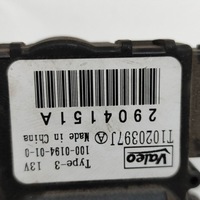 Valeo
Type-3 13V
100-0194-01-0
T1020397J Ⓐ
Made in China
2904151A